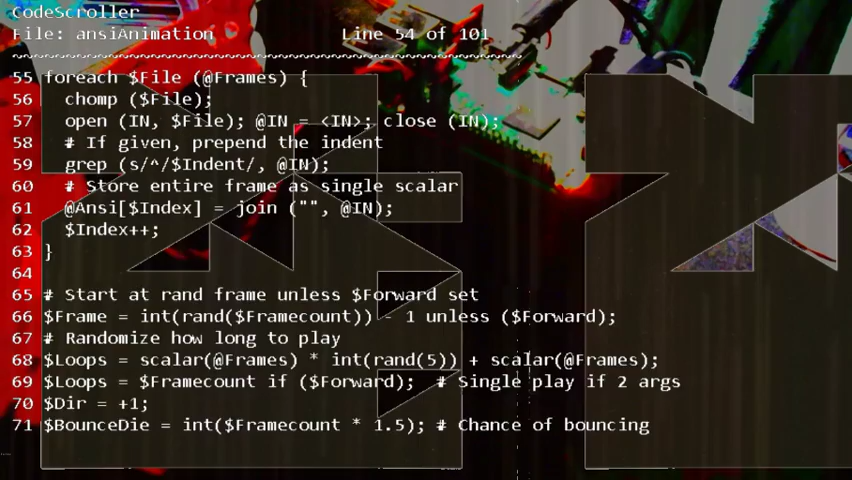 CodeScroller
File: ansiAnimation Line 54 of 101
~~~~~~~~~~~~~~~~~~~~~~~~~~~~~~~~~~~~~~~~~~~~~~~~
55 foreach $File (@Frames) {
56   chomp ($File);
57   open (IN, $File); @IN = <IN>; close (IN);
58   # If given, prepend the indent
59   grep (s/^/$Indent/, @IN);
60   # Store entire frame as single scalar
61   @Ansi[$Index] = join ("", @IN);
62   $Index++;
63 }
64
65 # Start at rand frame unless $Forward set
66 $Frame = int(rand($Framecount)) - 1 unless ($Forward);
67 # Randomize how long to play
68 $Loops = scalar(@Frames) * int(rand(5)) + scalar(@Frames);
69 $Loops = $Framecount if ($Forward);  # Single play if 2 args
70 $Dir = +1;
71 $BounceDie = int($Framecount * 1.5); # Chance of bouncing